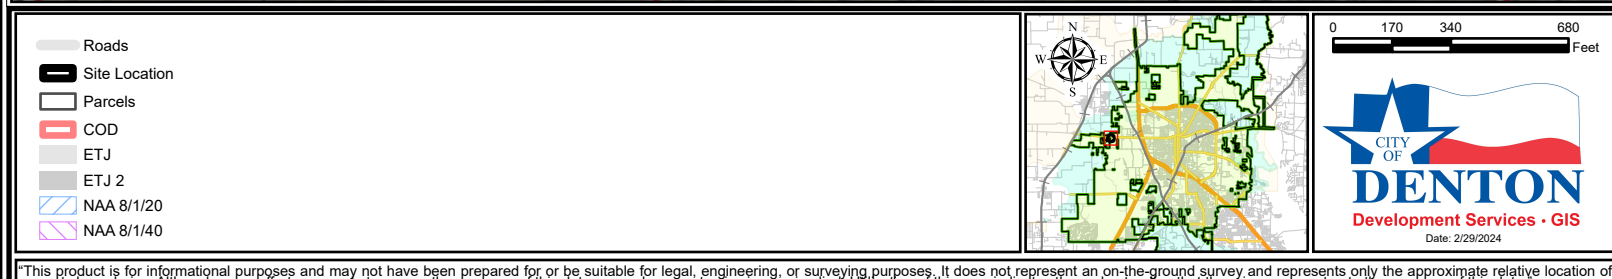 Roads
Site Location
Parcels
COD
ETJ
ETJ 2
NAA 8/1/20
NAA 8/1/40
N
W E
S
0 170 340 680
Feet
CITY
OF
DENTON
Development Services • GIS
Date: 2/29/2024
"This product is for informational purposes and may not have been prepared for or be suitable for legal, engineering, or surveying purposes. It does not represent an on-the-ground survey and represents only the approximate relative location of